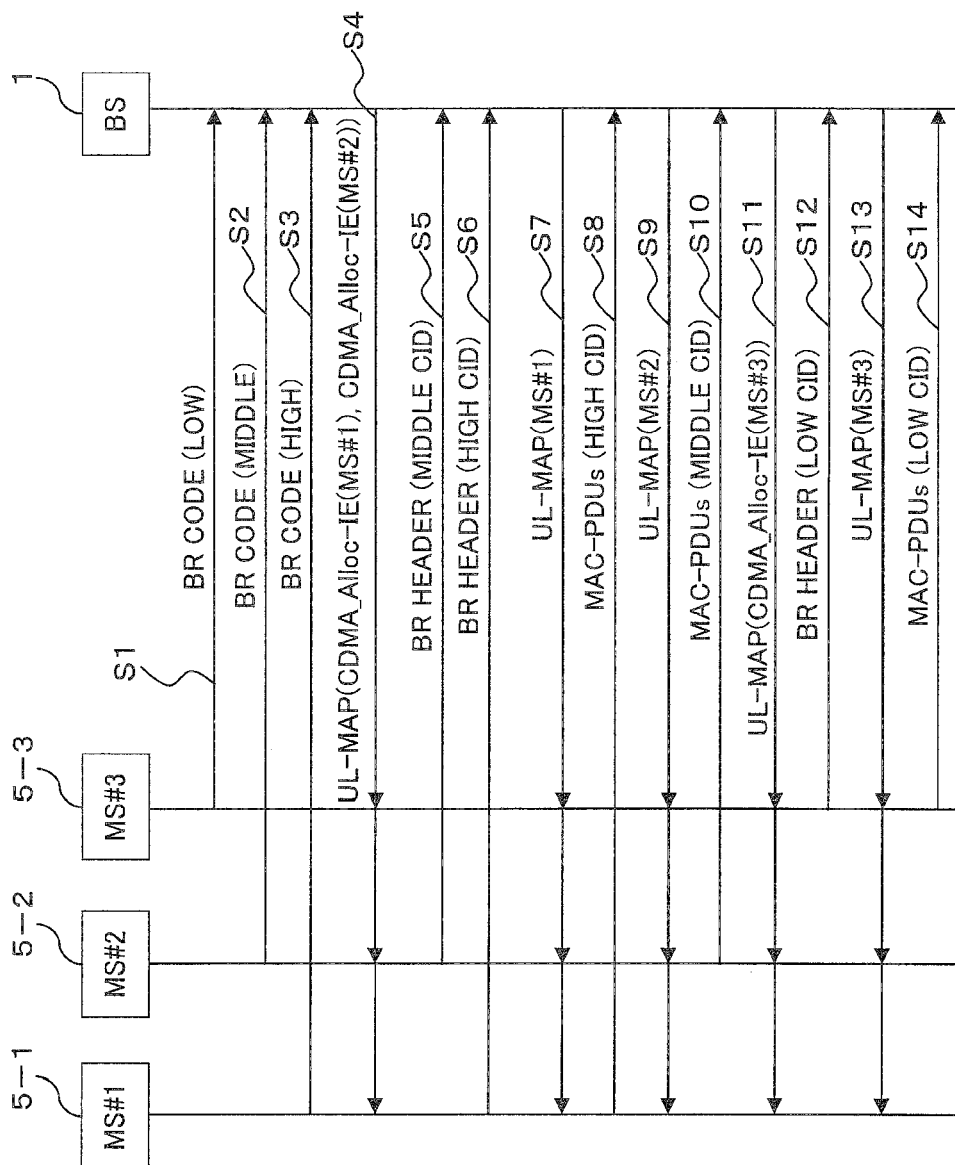 5-1
MS#1
5-2
MS#2
5-3
MS#3
1
BS
S1
BR CODE (LOW)
BR CODE (MIDDLE)
S2
BR CODE (HIGH)
S3
UL-MAP(CDMA_Alloc-IE(MS#1), CDMA_Alloc-IE(MS#2))
S4
BR HEADER (MIDDLE CID)
S5
BR HEADER (HIGH CID)
S6
UL-MAP(MS#1)
S7
MAC-PDUs (HIGH CID)
S8
UL-MAP(MS#2)
S9
MAC-PDUs (MIDDLE CID)
S10
UL-MAP(CDMA_Alloc-IE(MS#3))
S11
BR HEADER (LOW CID)
S12
UL-MAP(MS#3)
S13
MAC-PDUs (LOW CID)
S14